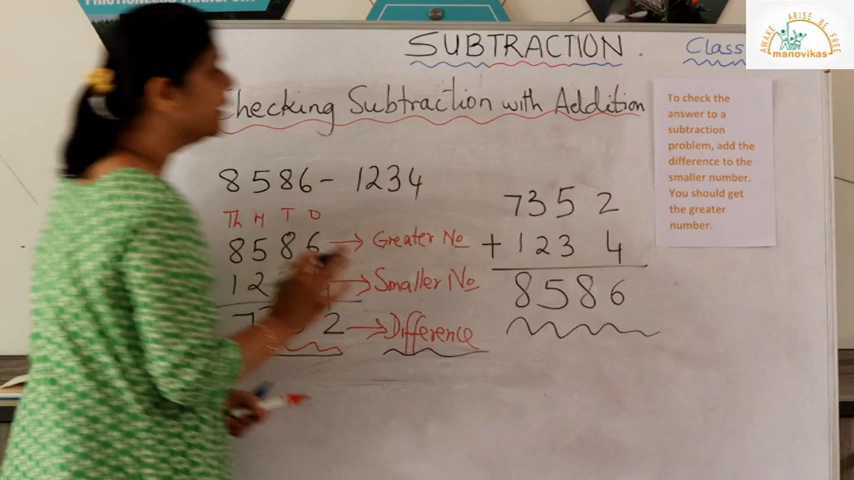 SUBTRACTION.
Class
AWAKE ARISE BE FREE
manovikas
Checking Subtraction with Addition
To check the
answer to a
subtraction
problem, add the
difference to the
smaller number.
You should get
the greater
number.
8586 - 1234
Th H T O
8586 → Greater No
12 → Smaller No
2 → Difference
7352
+ 1234
8586